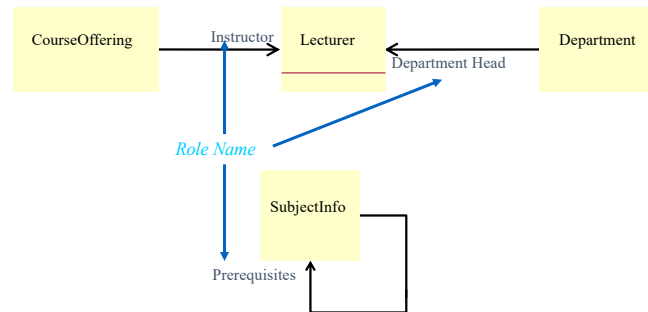 CourseOffering
Instructor
Lecturer
Department
Department Head
Role Name
SubjectInfo
Prerequisites